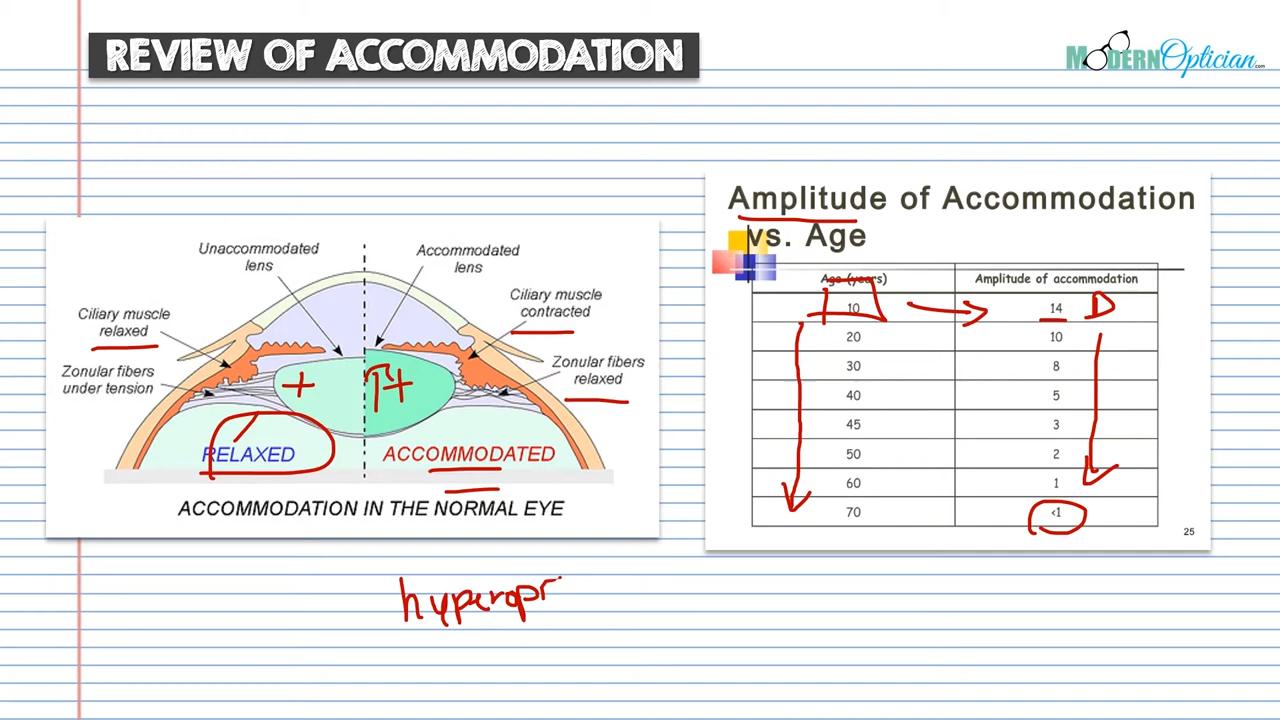 REVIEW OF ACCOMMODATION
MODERNOptician.com
Unaccommodated
lens
Accommodated
lens
Ciliary muscle
relaxed
Ciliary muscle
contracted
Zonular fibers
under tension
Zonular fibers
relaxed
+
↑+
RELAXED
ACCOMMODATED
ACCOMMODATION IN THE NORMAL EYE
Amplitude of Accommodation
vs. Age
Age (years) Amplitude of accommodation
10 14 D
20 10
30 8
40 5
45 3
50 2
60 1
70 <1
25
hyperopi